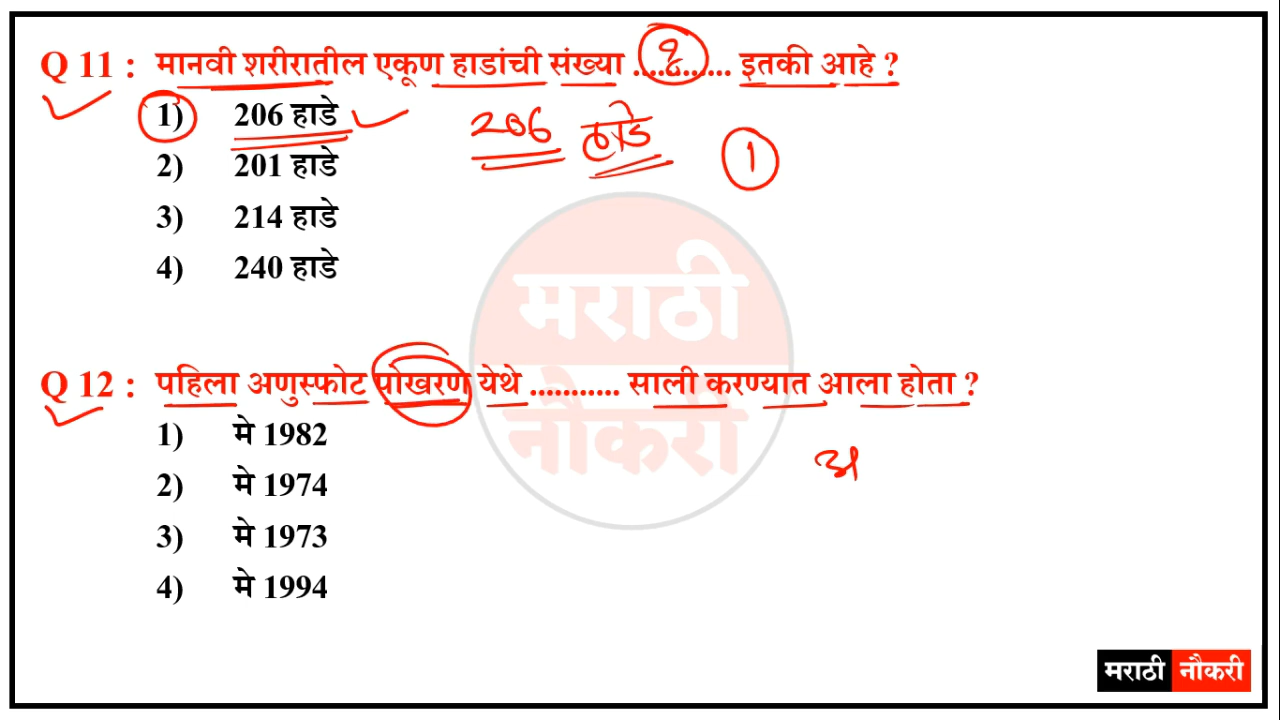 Q 11 : मानवी शरीरातील एकूण हाडांची संख्या ............ इतकी आहे ?
1) 206 हाडे
206 हाडे
1
2) 201 हाडे
3) 214 हाडे
4) 240 हाडे
मराठी
नौकरी
Q 12 : पहिला अणुस्फोट पोखरण येथे ........... साली करण्यात आला होता ?
1) मे 1982
2) मे 1974
3) मे 1973
4) मे 1994
मराठी नौकरी